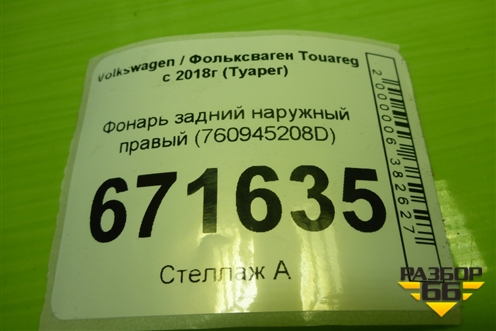 Volkswagen / Фольксваген Touareg
с 2018г (Туарег)
Фонарь задний наружный
правый (760945208D)
671635
Стеллаж А
2000006382627
РАЗБОР
66